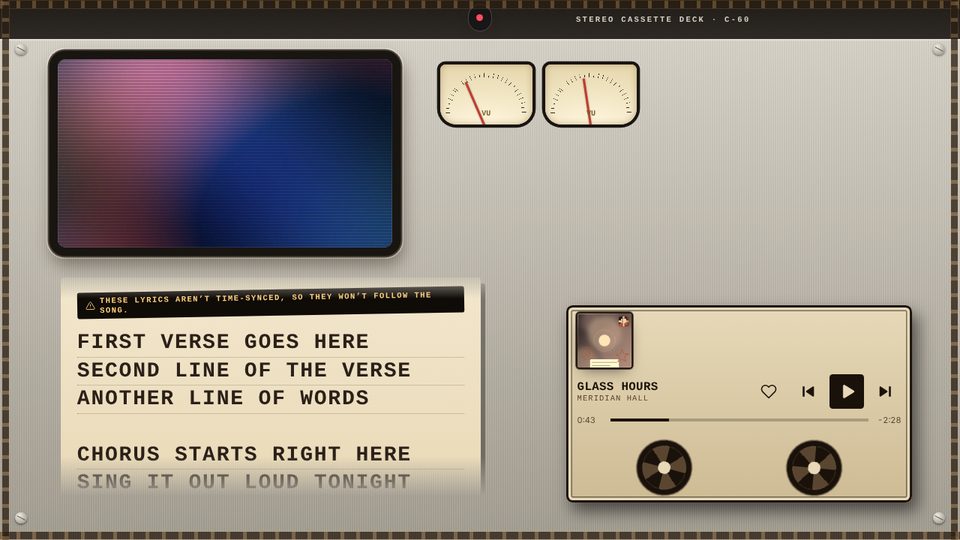 STEREO CASSETTE DECK · C-60
VU
VU
THESE LYRICS AREN’T TIME-SYNCED, SO THEY WON’T FOLLOW THE
SONG.
FIRST VERSE GOES HERE
SECOND LINE OF THE VERSE
ANOTHER LINE OF WORDS
CHORUS STARTS RIGHT HERE
SING IT OUT LOUD TONIGHT
GLASS HOURS
MERIDIAN HALL
0:43
-2:28